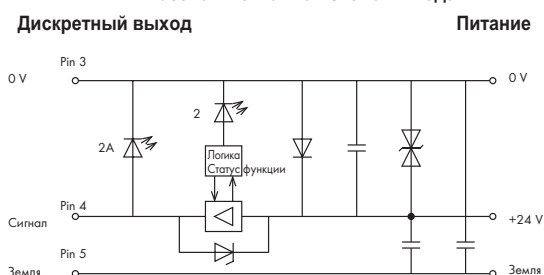 Дискретный выход
Питание
Pin 3
0 V
0 V
2
2A
Логика
Статус функции
Pin 4
Сигнал
+24 V
Pin 5
Земля
Земля